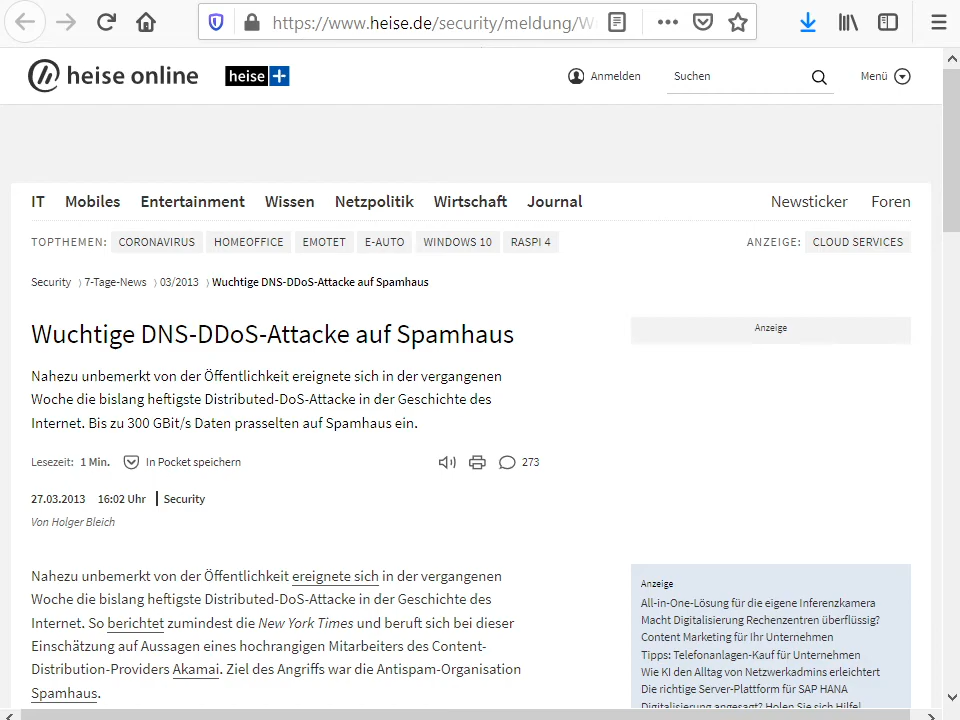 https://www.heise.de/security/meldung/W
heise online heise+ Anmelden Suchen Menü
IT Mobiles Entertainment Wissen Netzpolitik Wirtschaft Journal Newsticker Foren
TOPTHEMEN: CORONAVIRUS HOMEOFFICE EMOTET E-AUTO WINDOWS 10 RASPI 4 ANZEIGE: CLOUD SERVICES
Security 〉7-Tage-News 〉03/2013 〉Wuchtige DNS-DDoS-Attacke auf Spamhaus
Wuchtige DNS-DDoS-Attacke auf Spamhaus
Nahezu unbemerkt von der Öffentlichkeit ereignete sich in der vergangenen
Woche die bislang heftigste Distributed-DoS-Attacke in der Geschichte des
Internet. Bis zu 300 GBit/s Daten prasselten auf Spamhaus ein.
Lesezeit: 1 Min. In Pocket speichern 273
27.03.2013 16:02 Uhr | Security
Von Holger Bleich
Nahezu unbemerkt von der Öffentlichkeit ereignete sich in der vergangenen
Woche die bislang heftigste Distributed-DoS-Attacke in der Geschichte des
Internet. So berichtet zumindest die New York Times und beruft sich bei dieser
Einschätzung auf Aussagen eines hochrangigen Mitarbeiters des Content-
Distribution-Providers Akamai. Ziel des Angriffs war die Antispam-Organisation
Spamhaus.
Anzeige
Anzeige
All-in-One-Lösung für die eigene Inferenzkamera
Macht Digitalisierung Rechenzentren überflüssig?
Content Marketing für Ihr Unternehmen
Tipps: Telefonanlagen-Kauf für Unternehmen
Wie KI den Alltag von Netzwerkadmins erleichtert
Die richtige Server-Plattform für SAP HANA
Digitalisierung angesagt? Holen Sie sich Hilfe!